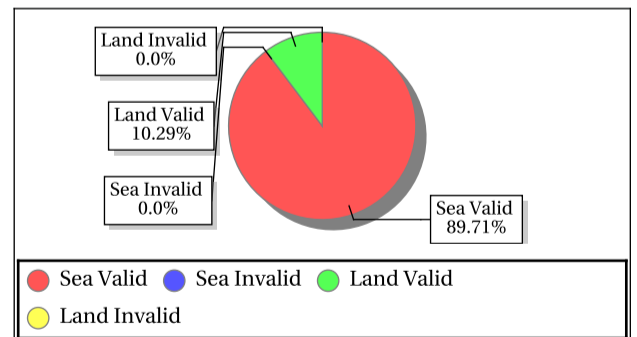 Land Invalid
0.0%
Land Valid
10.29%
Sea Invalid
0.0%
Sea Valid
89.71%
Sea Valid Sea Invalid Land Valid
Land Invalid